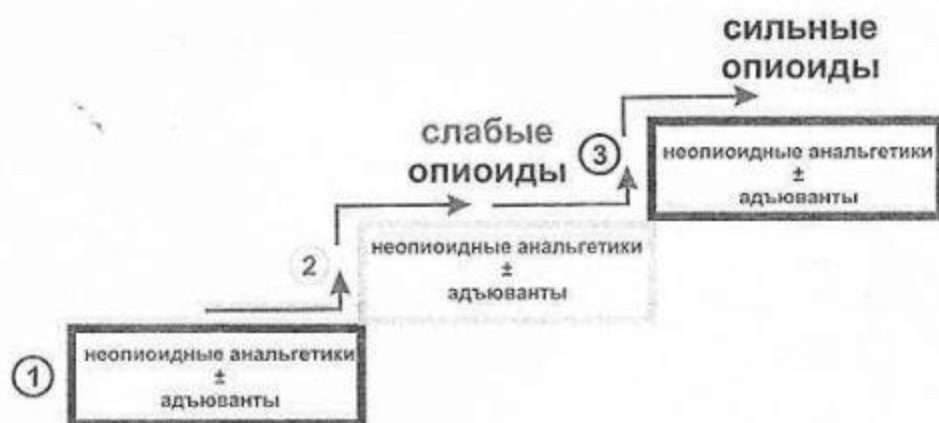 сильные
опиоиды
слабые
опиоиды
3
неопиоидные анальгетики
±
адъюванты
2
неопиоидные анальгетики
±
адъюванты
1
неопиоидные анальгетики
±
адъюванты